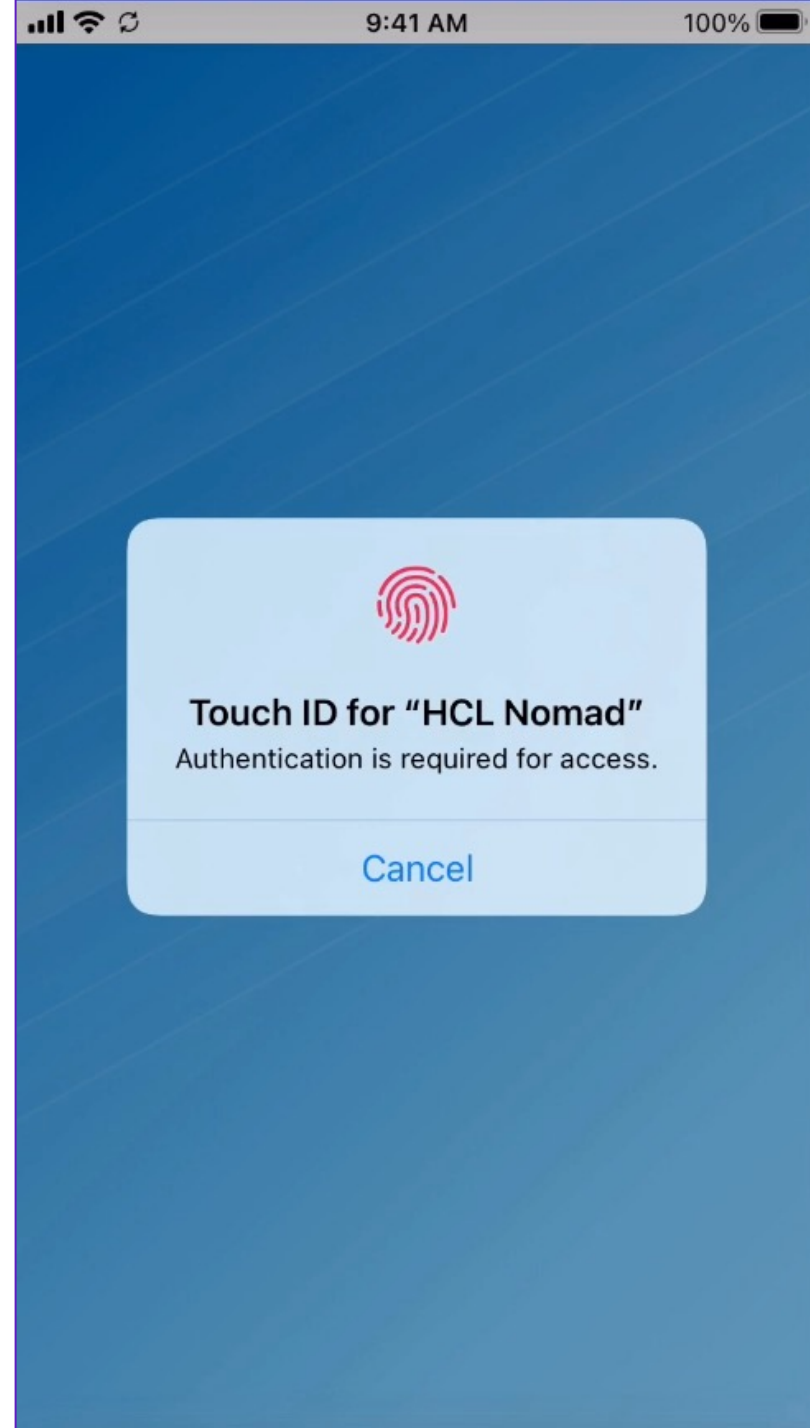 9:41 AM 100%
Touch ID for “HCL Nomad”
Authentication is required for access.
Cancel